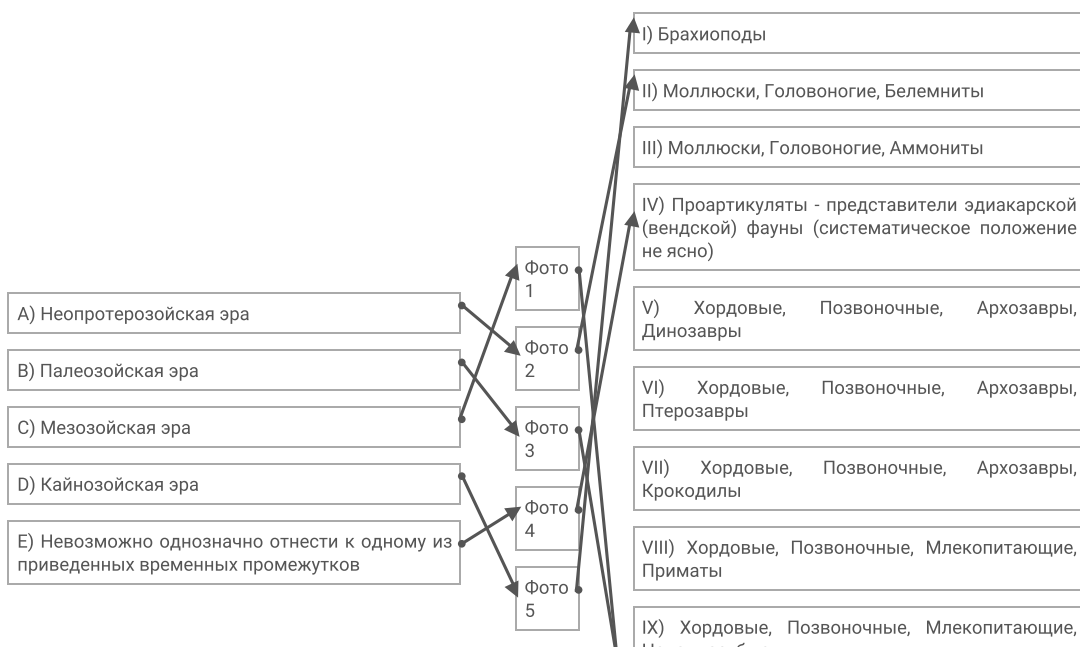 A) Неопротерозойская эра
B) Палеозойская эра
C) Мезозойская эра
D) Кайнозойская эра
E) Невозможно однозначно отнести к одному из
приведенных временных промежутков
Фото
1
Фото
2
Фото
3
Фото
4
Фото
5
I) Брахиоподы
II) Моллюски, Головоногие, Белемниты
III) Моллюски, Головоногие, Аммониты
IV) Проартикуляты - представители эдиакарской
(вендской) фауны (систематическое положение
не ясно)
V) Хордовые, Позвоночные, Архозавры,
Динозавры
VI) Хордовые, Позвоночные, Архозавры,
Птерозавры
VII) Хордовые, Позвоночные, Архозавры,
Крокодилы
VIII) Хордовые, Позвоночные, Млекопитающие,
Приматы
IX) Хордовые, Позвоночные, Млекопитающие,